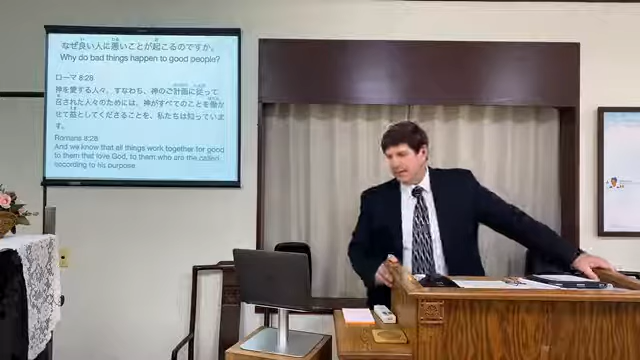 なぜ良い人に悪いことが起こるのですか。
Why do bad things happen to good people?
ローマ 8:28
神を愛する人々、すなわち、神のご計画に従って
召された人々のためには、神がすべてのことを働か
せて益としてくださることを、私たちは知っていま
す。
Romans 8:28
And we know that all things work together for good
to them that love God, to them who are the called
according to his purpose